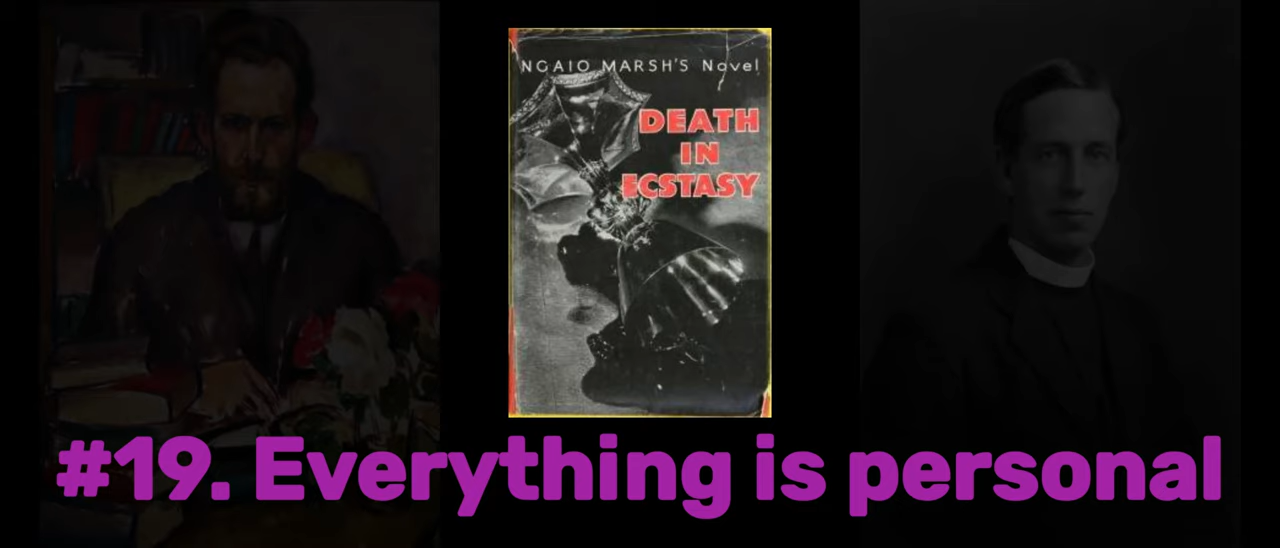 NGAIO MARSH'S Novel
DEATH
IN
ECSTASY
#19. Everything is personal